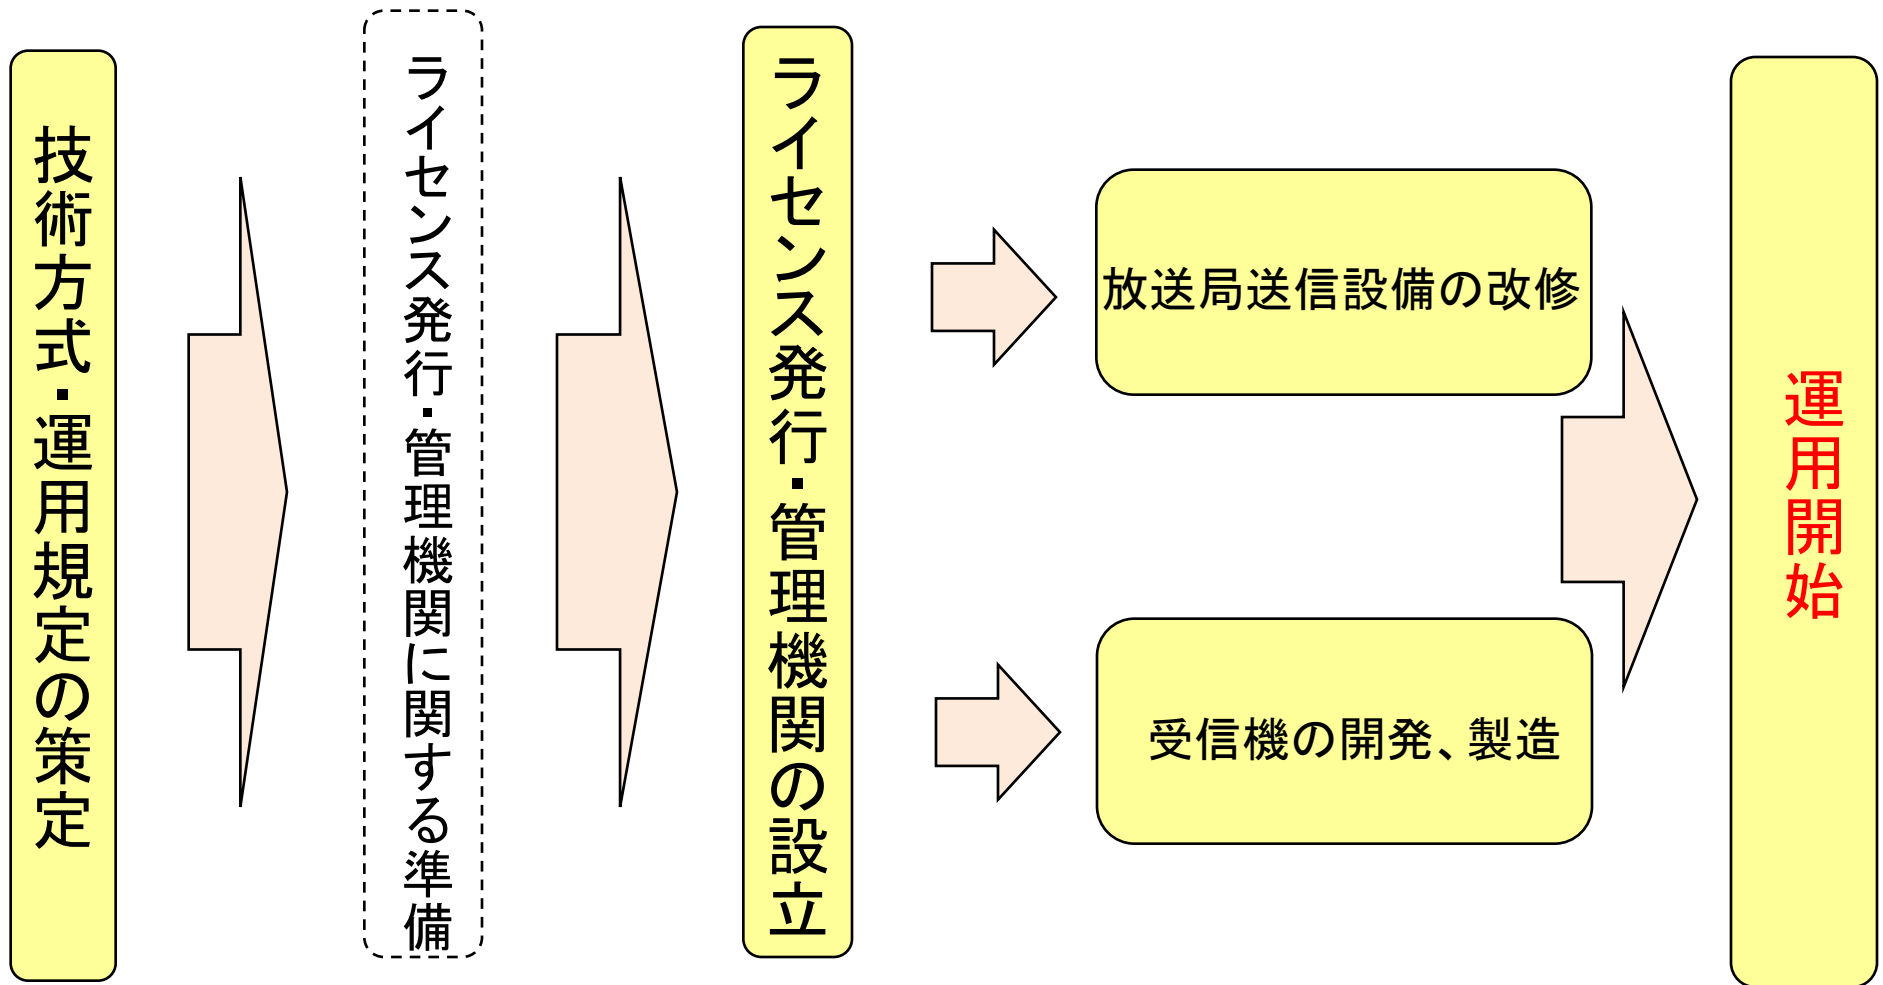 技術方式・運用規定の策定
ライセンス発行・管理機関に関する準備
ライセンス発行・管理機関の設立
放送局送信設備の改修
受信機の開発、製造
運用開始